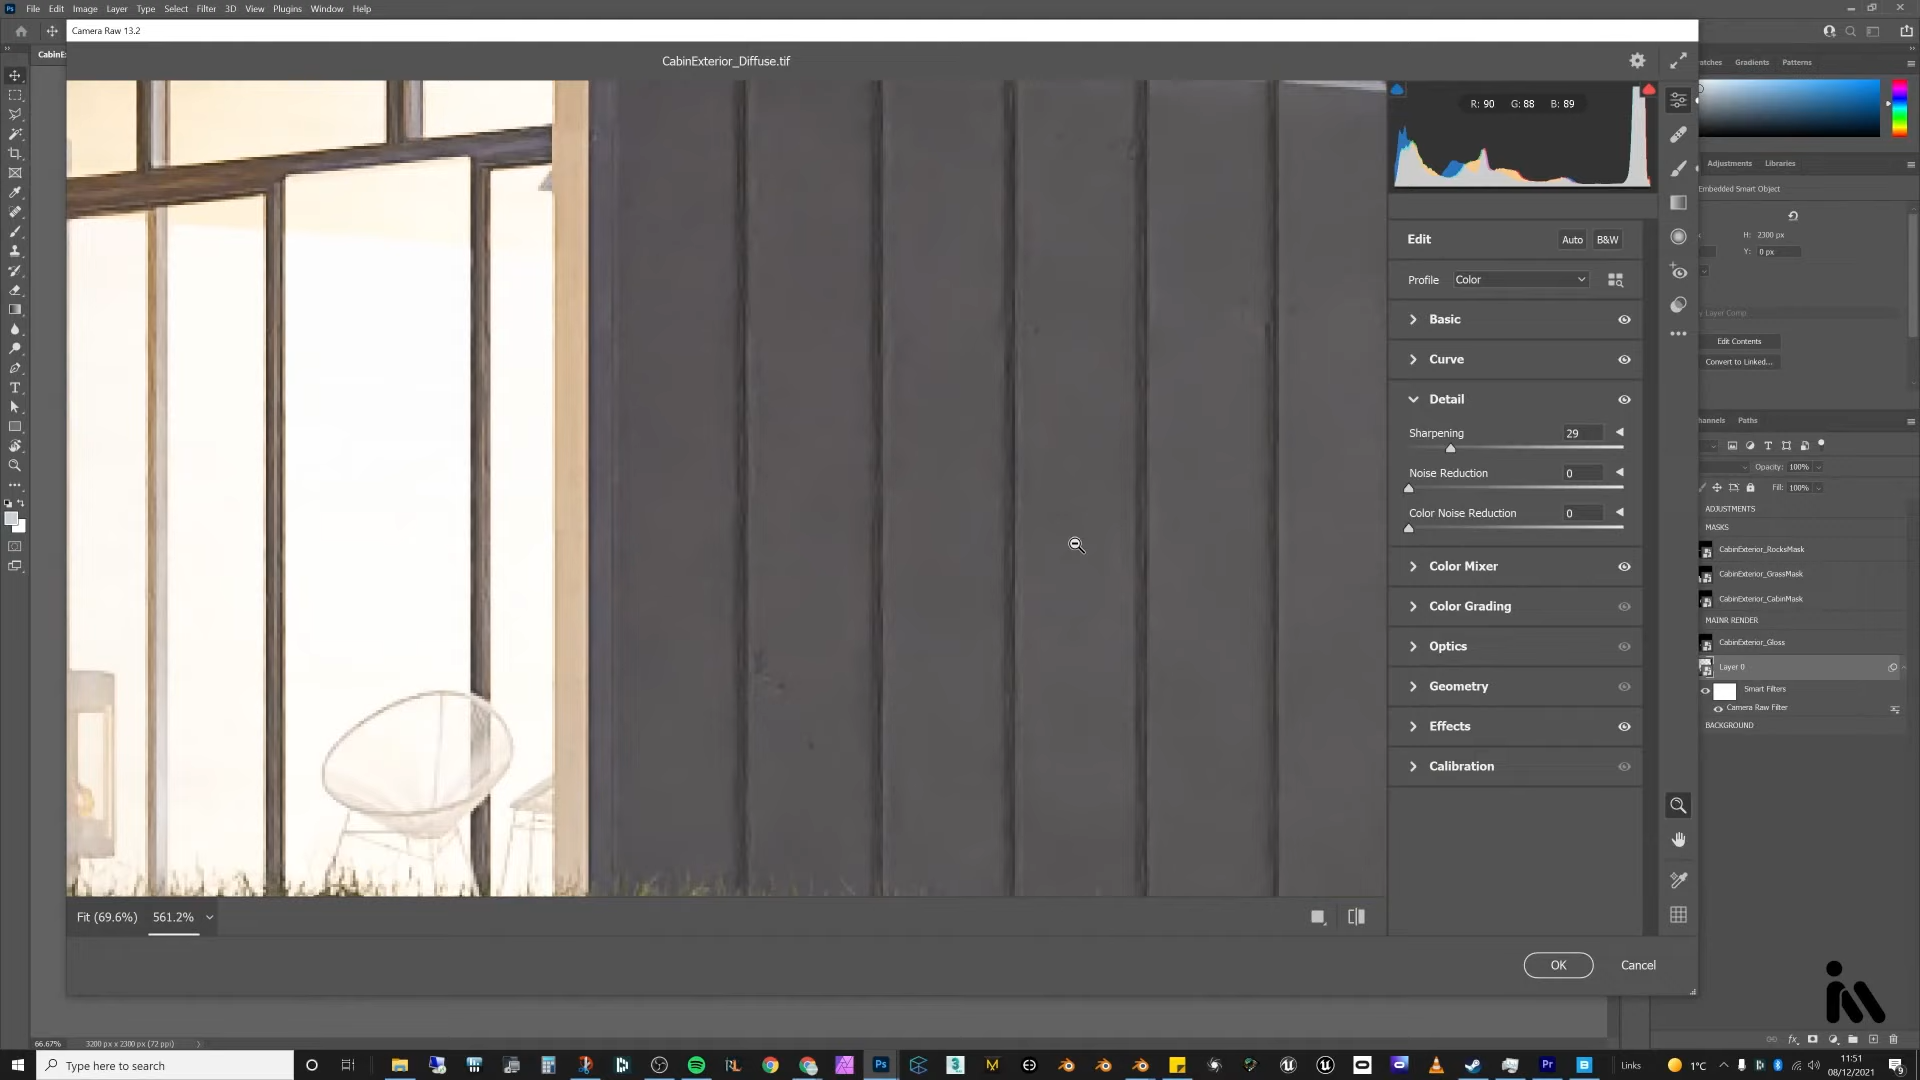 File Edit Image Layer Type Select Filter 3D View Plugins Window Help
Camera Raw 13.2
CabinEx
CabinExterior_Diffuse.tif
Gradients Patterns
R: 90 G: 88 B: 89
Adjustments Libraries
Embedded Smart Object
H: 2300 px
Y: 0 px
Edit Auto B&W
Profile Color
Basic
Layer Comp
Curve
Edit Contents
Convert to Linked...
Detail
Sharpening 29
Paths
Noise Reduction 0
Opacity: 100%
Fill: 100%
Color Noise Reduction 0
ADJUSTMENTS
MASKS
CabinExterior_RocksMask
Color Mixer
CabinExterior_GrassMask
CabinExterior_CabinMask
Color Grading
MAINR RENDER
CabinExterior_Gloss
Optics
Layer 0
Geometry
Smart Filters
Camera Raw Filter
Effects
BACKGROUND
Calibration
Fit (69.6%) 561.2%
OK Cancel
66.67% 3200 px x 2300 px (72 ppi)
Type here to search
Links 1°C
11:51
08/12/2021